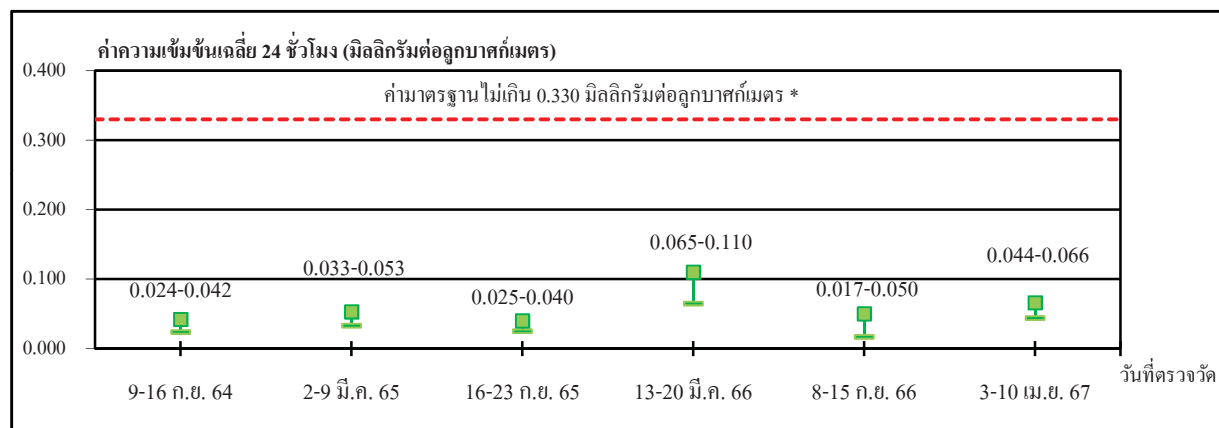 ค่าความเข้มข้นเฉลี่ย 24 ชั่วโมง (มิลลิกรัมต่อลูกบาศก์เมตร)
0.400
ค่ามาตรฐานไม่เกิน 0.330 มิลลิกรัมต่อลูกบาศก์เมตร *
0.300
0.200
0.065-0.110
0.044-0.066
0.033-0.053
0.100
0.024-0.042
0.025-0.040
0.017-0.050
0.000
วันที่ตรวจวัด
9-16 ก.ย. 64
2-9 มี.ค. 65
16-23 ก.ย. 65
13-20 มี.ค. 66
8-15 ก.ย. 66
3-10 เม.ย. 67